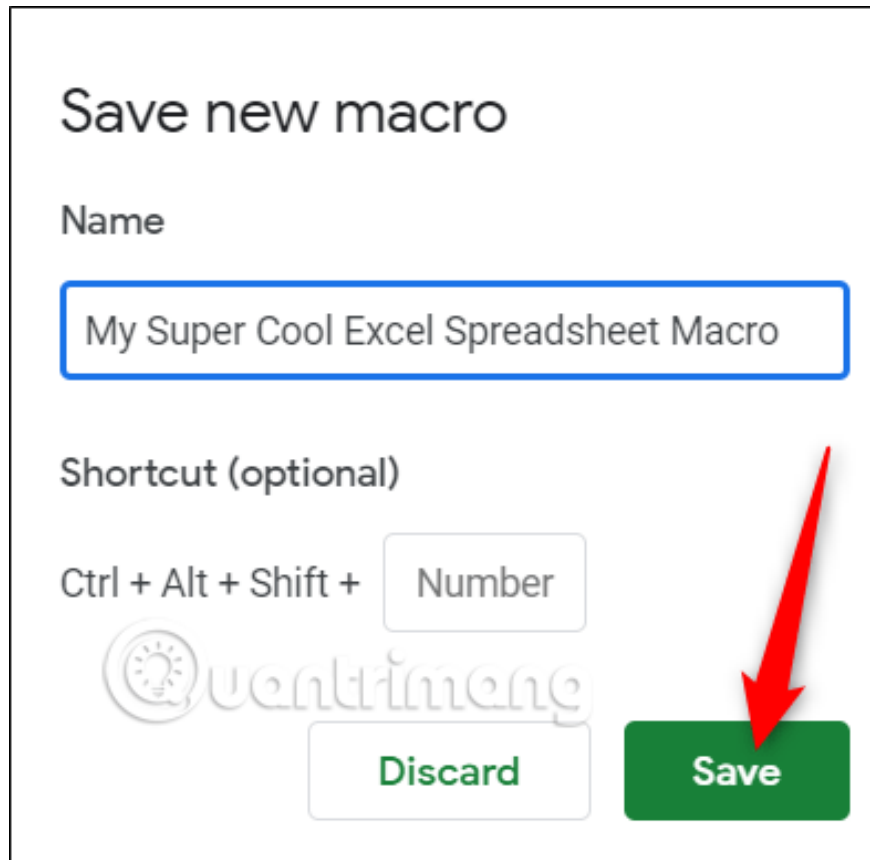 Save new macro
Name
My Super Cool Excel Spreadsheet Macro
Shortcut (optional)
Ctrl + Alt + Shift + Number
Quantrimang
Discard Save